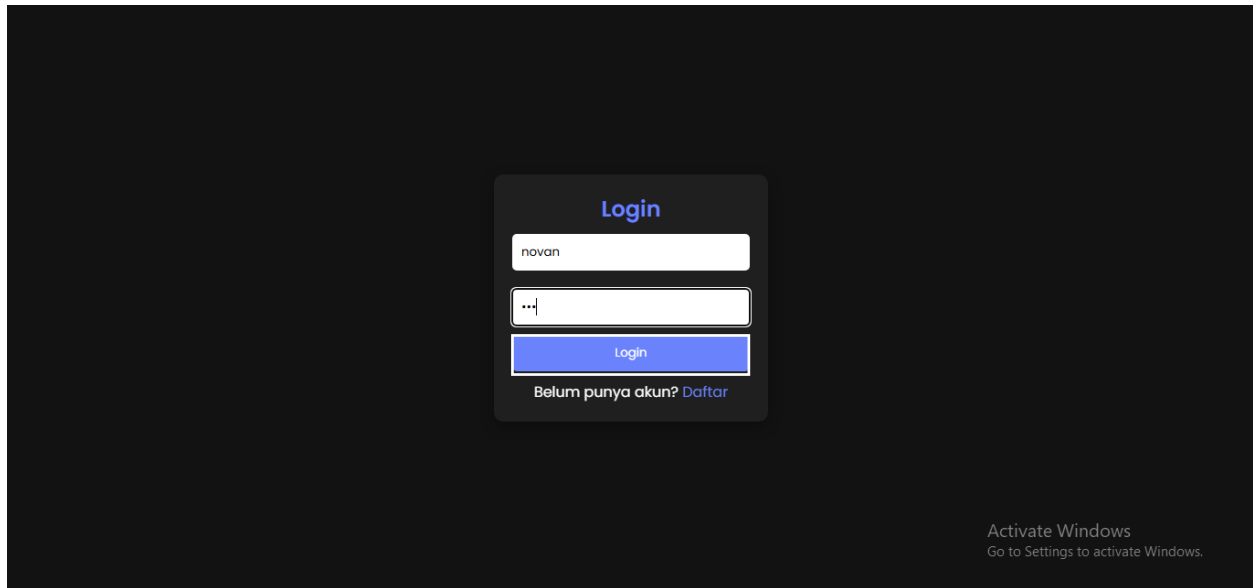 Login
novan
•••
Login
Belum punya akun? Daftar
Activate Windows
Go to Settings to activate Windows.